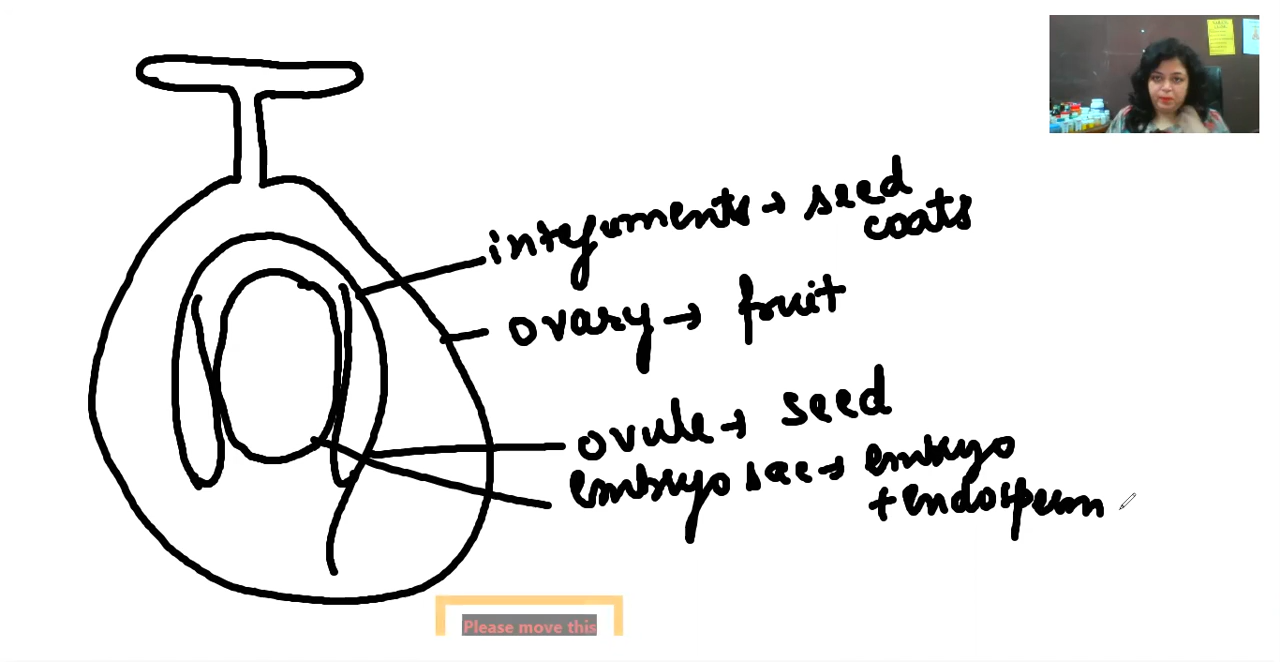 integuments → seed
coats
ovary → fruit
ovule → seed
embryo sac → embryo
+ endosperm
Please move this